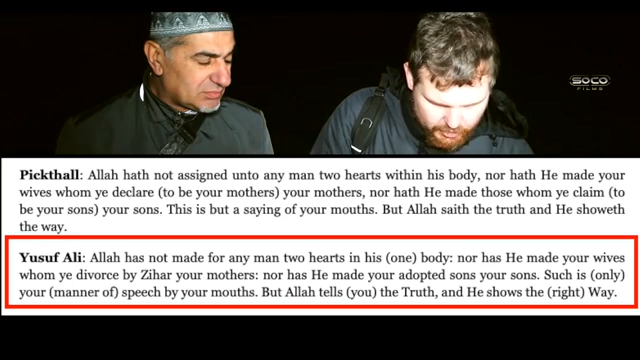 SOCO
FILMS
Pickthall: Allah hath not assigned unto any man two hearts within his body, nor hath He made your
wives whom ye declare (to be your mothers) your mothers, nor hath He made those whom ye claim (to
be your sons) your sons. This is but a saying of your mouths. But Allah saith the truth and He showeth
the way.
Yusuf Ali: Allah has not made for any man two hearts in his (one) body: nor has He made your wives
whom ye divorce by Zihar your mothers: nor has He made your adopted sons your sons. Such is (only)
your (manner of) speech by your mouths. But Allah tells (you) the Truth, and He shows the (right) Way.